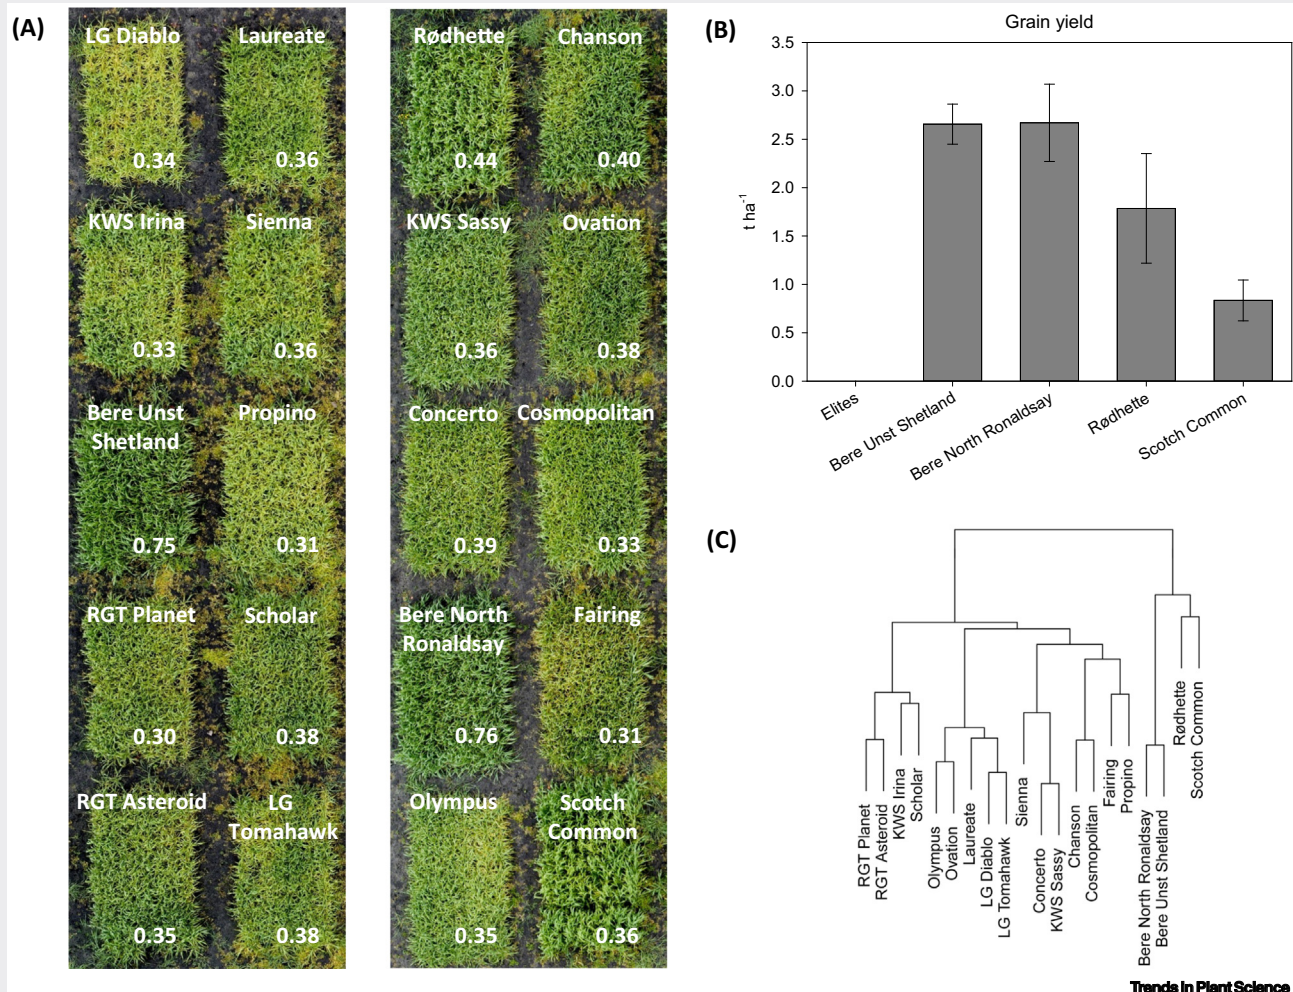 (A)
LG Diablo
0.34
Laureate
0.36
KWS Irina
0.33
Sienna
0.36
Bere Unst
Shetland
0.75
Propino
0.31
RGT Planet
0.30
Scholar
0.38
RGT Asteroid
0.35
LG
Tomahawk
0.38
Rødhette
0.44
Chanson
0.40
KWS Sassy
0.36
Ovation
0.38
Concerto
0.39
Cosmopolitan
0.33
Bere North
Ronaldsay
0.76
Fairing
0.31
Olympus
0.35
Scotch
Common
0.36
(B)
Grain yield
t ha⁻¹
3.5
3.0
2.5
2.0
1.5
1.0
0.5
0.0
Elites
Bere Unst Shetland
Bere North Ronaldsay
Rødhette
Scotch Common
(C)
RGT Planet
RGT Asteroid
KWS Irina
Scholar
Olympus
Ovation
Laureate
LG Diablo
LG Tomahawk
Sienna
Concerto
KWS Sassy
Chanson
Cosmopolitan
Fairing
Propino
Bere North Ronaldsay
Bere Unst Shetland
Rødhette
Scotch Common
Trends in Plant Science